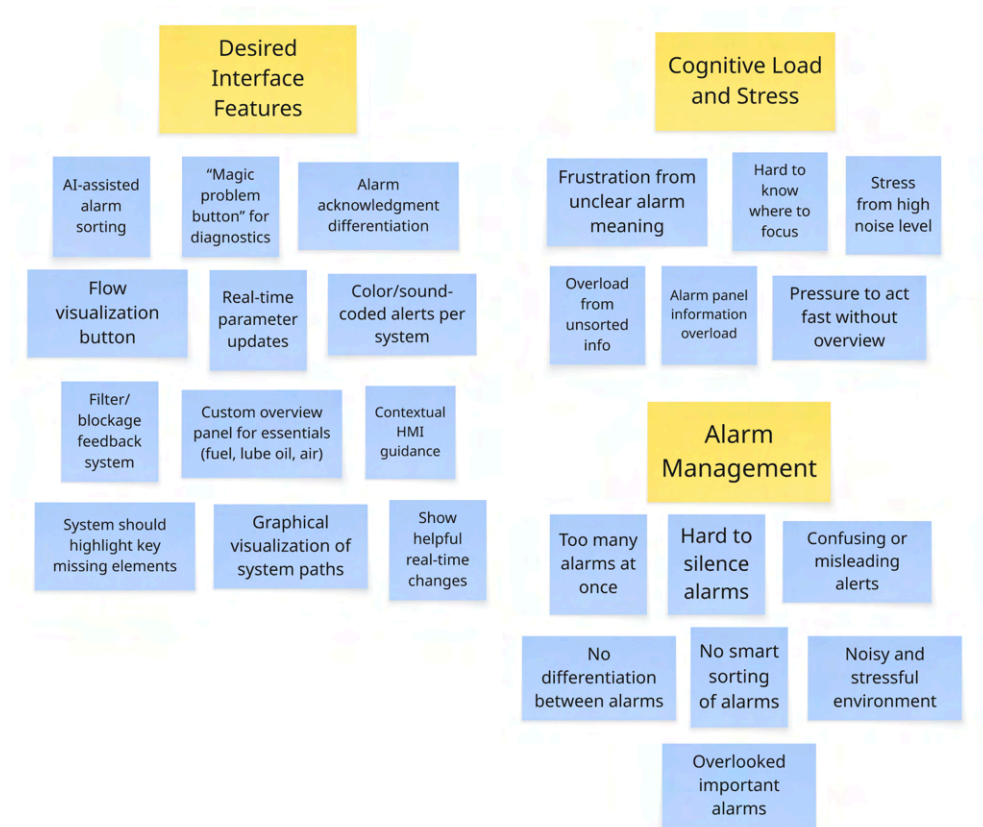 Desired
Interface
Features
AI-assisted
alarm
sorting
“Magic
problem
button” for
diagnostics
Alarm
acknowledgment
differentiation
Flow
visualization
button
Real-time
parameter
updates
Color/sound-
coded alerts per
system
Filter/
blockage
feedback
system
Custom overview
panel for essentials
(fuel, lube oil, air)
Contextual
HMI
guidance
System should
highlight key
missing elements
Graphical
visualization of
system paths
Show
helpful
real-time
changes
Cognitive Load
and Stress
Frustration from
unclear alarm
meaning
Hard to
know
where to
focus
Stress
from high
noise level
Overload
from
unsorted
info
Alarm panel
information
overload
Pressure to act
fast without
overview
Alarm
Management
Too many
alarms at
once
Hard to
silence
alarms
Confusing or
misleading
alerts
No
differentiation
between alarms
No smart
sorting
of alarms
Noisy and
stressful
environment
Overlooked
important
alarms